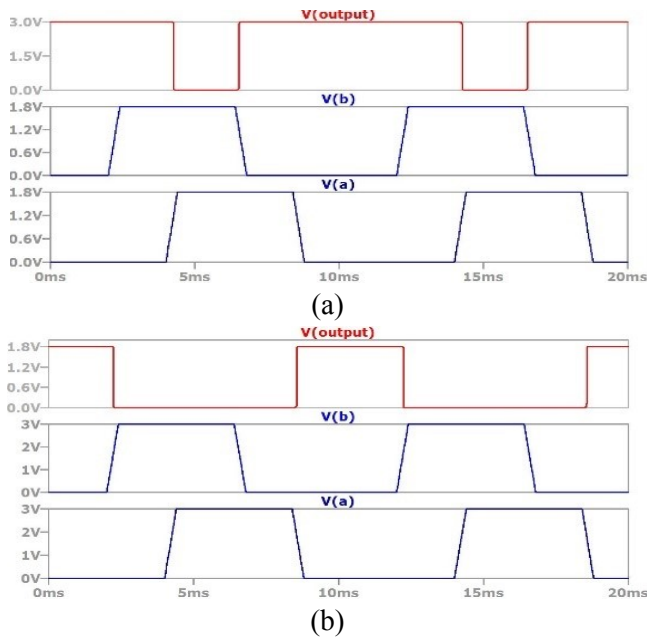 V(output)
3.0V
1.5V
0.0V
V(b)
1.8V
1.2V
0.6V
0.0V
V(a)
1.8V
1.2V
0.6V
0.0V
0ms 5ms 10ms 15ms 20ms
(a)
V(output)
1.8V
1.2V
0.6V
0.0V
V(b)
3V
2V
1V
0V
V(a)
3V
2V
1V
0V
0ms 5ms 10ms 15ms 20ms
(b)